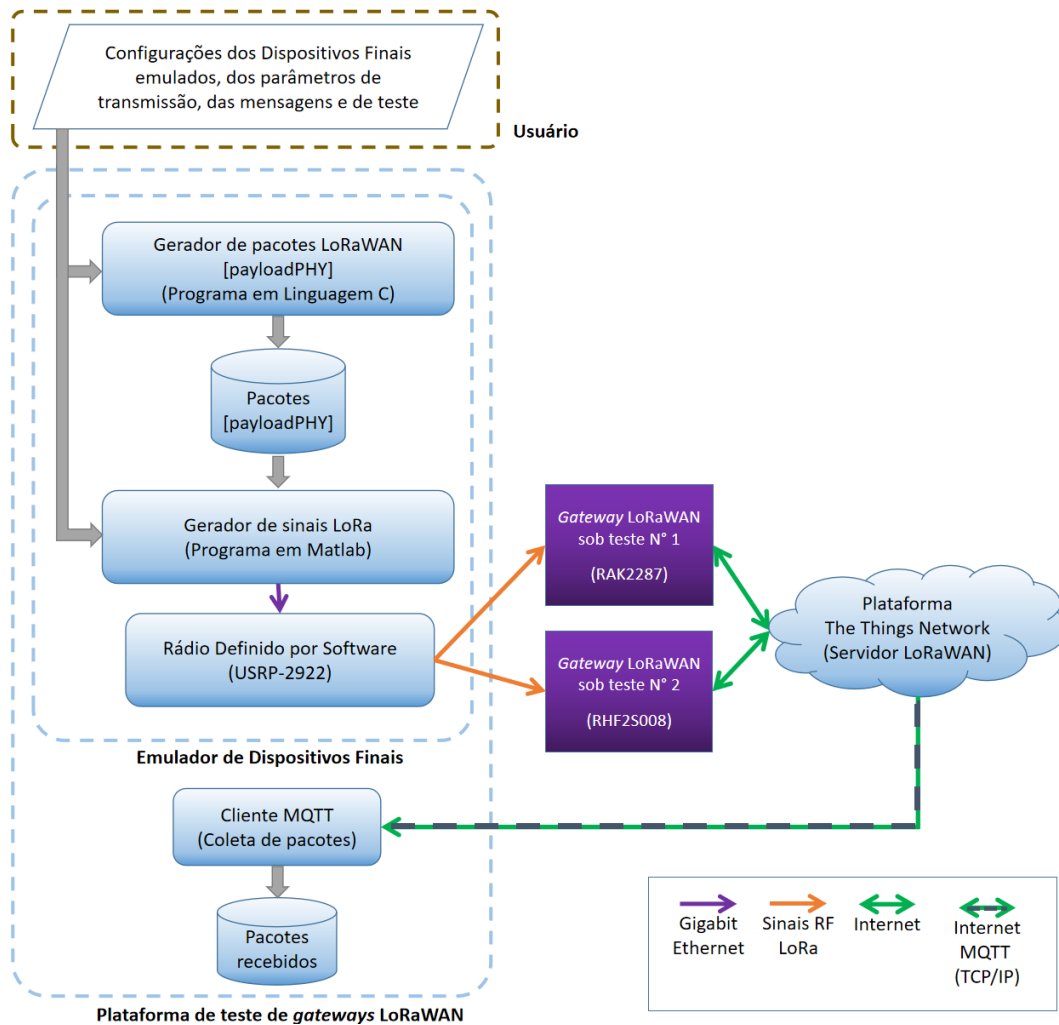 Configurações dos Dispositivos Finais
emulados, dos parâmetros de
transmissão, das mensagens e de teste
Usuário
Gerador de pacotes LoRaWAN
[payloadPHY]
(Programa em Linguagem C)
Pacotes
[payloadPHY]
Gerador de sinais LoRa
(Programa em Matlab)
Rádio Definido por Software
(USRP-2922)
Emulador de Dispositivos Finais
Gateway LoRaWAN
sob teste N° 1
(RAK2287)
Gateway LoRaWAN
sob teste N° 2
(RHF2S008)
Plataforma
The Things Network
(Servidor LoRaWAN)
Cliente MQTT
(Coleta de pacotes)
Pacotes
recebidos
Plataforma de teste de gateways LoRaWAN
Gigabit
Ethernet
Sinais RF
LoRa
Internet
Internet
MQTT
(TCP/IP)